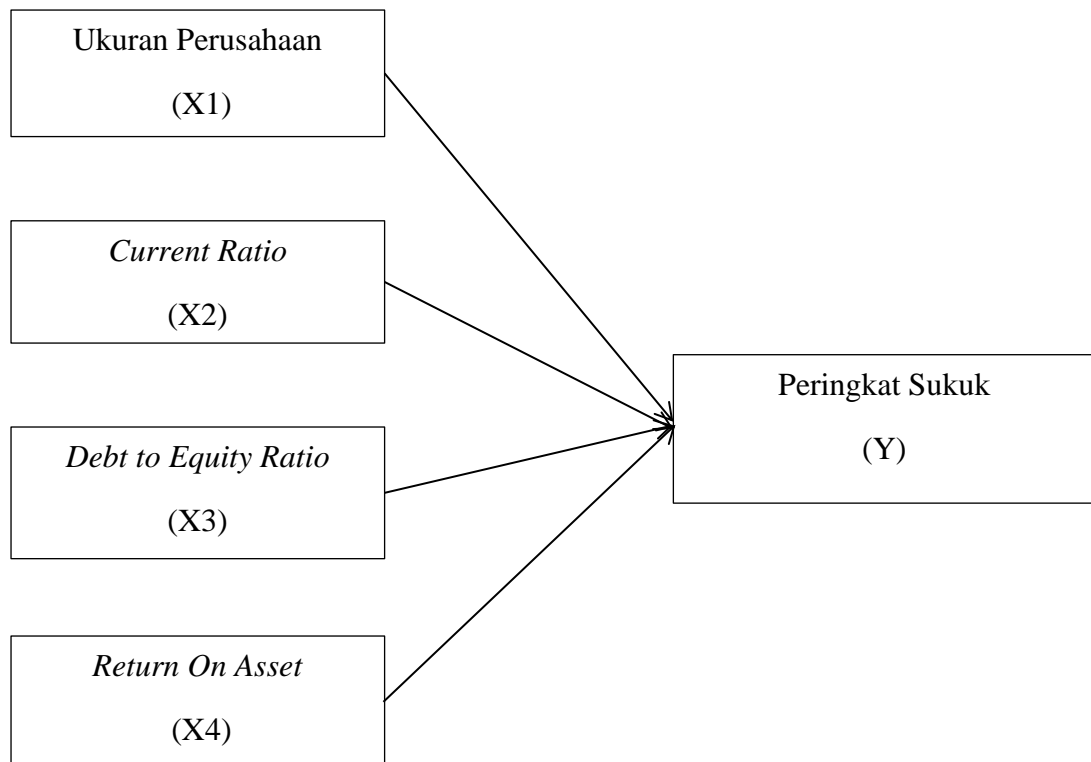 Ukuran Perusahaan
(X1)
Current Ratio
(X2)
Debt to Equity Ratio
(X3)
Return On Asset
(X4)
Peringkat Sukuk
(Y)